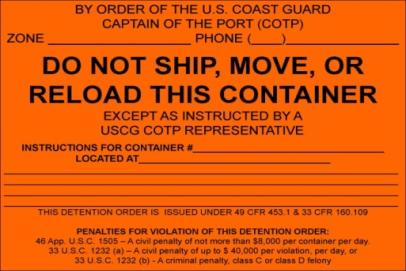 BY ORDER OF THE U.S. COAST GUARD
CAPTAIN OF THE PORT (COTP)
ZONE ____________________ PHONE (____)________________
DO NOT SHIP, MOVE, OR
RELOAD THIS CONTAINER
EXCEPT AS INSTRUCTED BY A
USCG COTP REPRESENTATIVE
INSTRUCTIONS FOR CONTAINER #______________________________
LOCATED AT______________________________
THIS DETENTION ORDER IS ISSUED UNDER 49 CFR 453.1 & 33 CFR 160.109
PENALTIES FOR VIOLATION OF THIS DETENTION ORDER:
46 App. U.S.C. 1505 – A civil penalty of not more than $8,000 per container per day.
33 U.S.C. 1232 (a) – A civil penalty of up to $ 40,000 per violation, per day, or
33 U.S.C. 1232 (b) - A criminal penalty, class C or class D felony